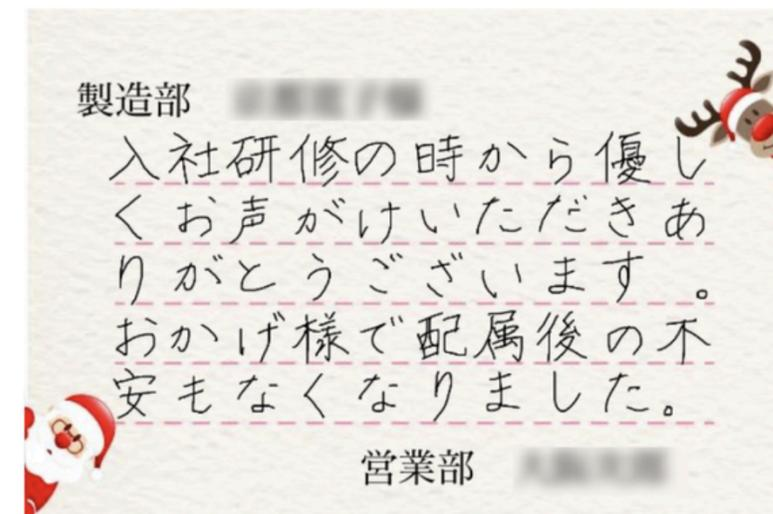 製造部
入社研修の時から優し
くお声がけいただきあ
りがとうございます。
おかげ様で配属後の不
安もなくなりました。
営業部